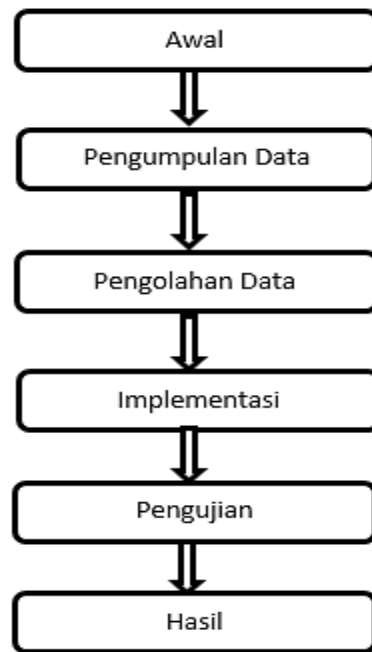 Awal
Pengumpulan Data
Pengolahan Data
Implementasi
Pengujian
Hasil